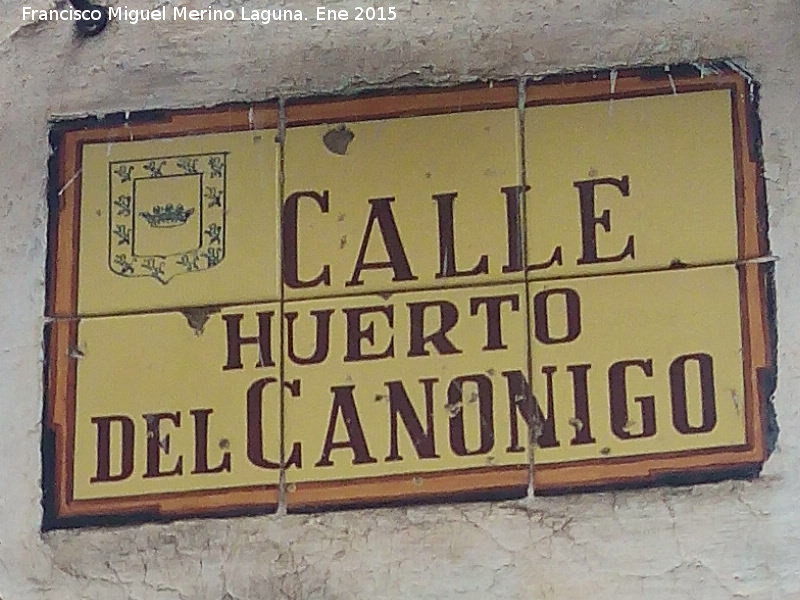 Francisco Miguel Merino Laguna. Ene 2015
CALLE
HUERTO
DEL CANONIGO